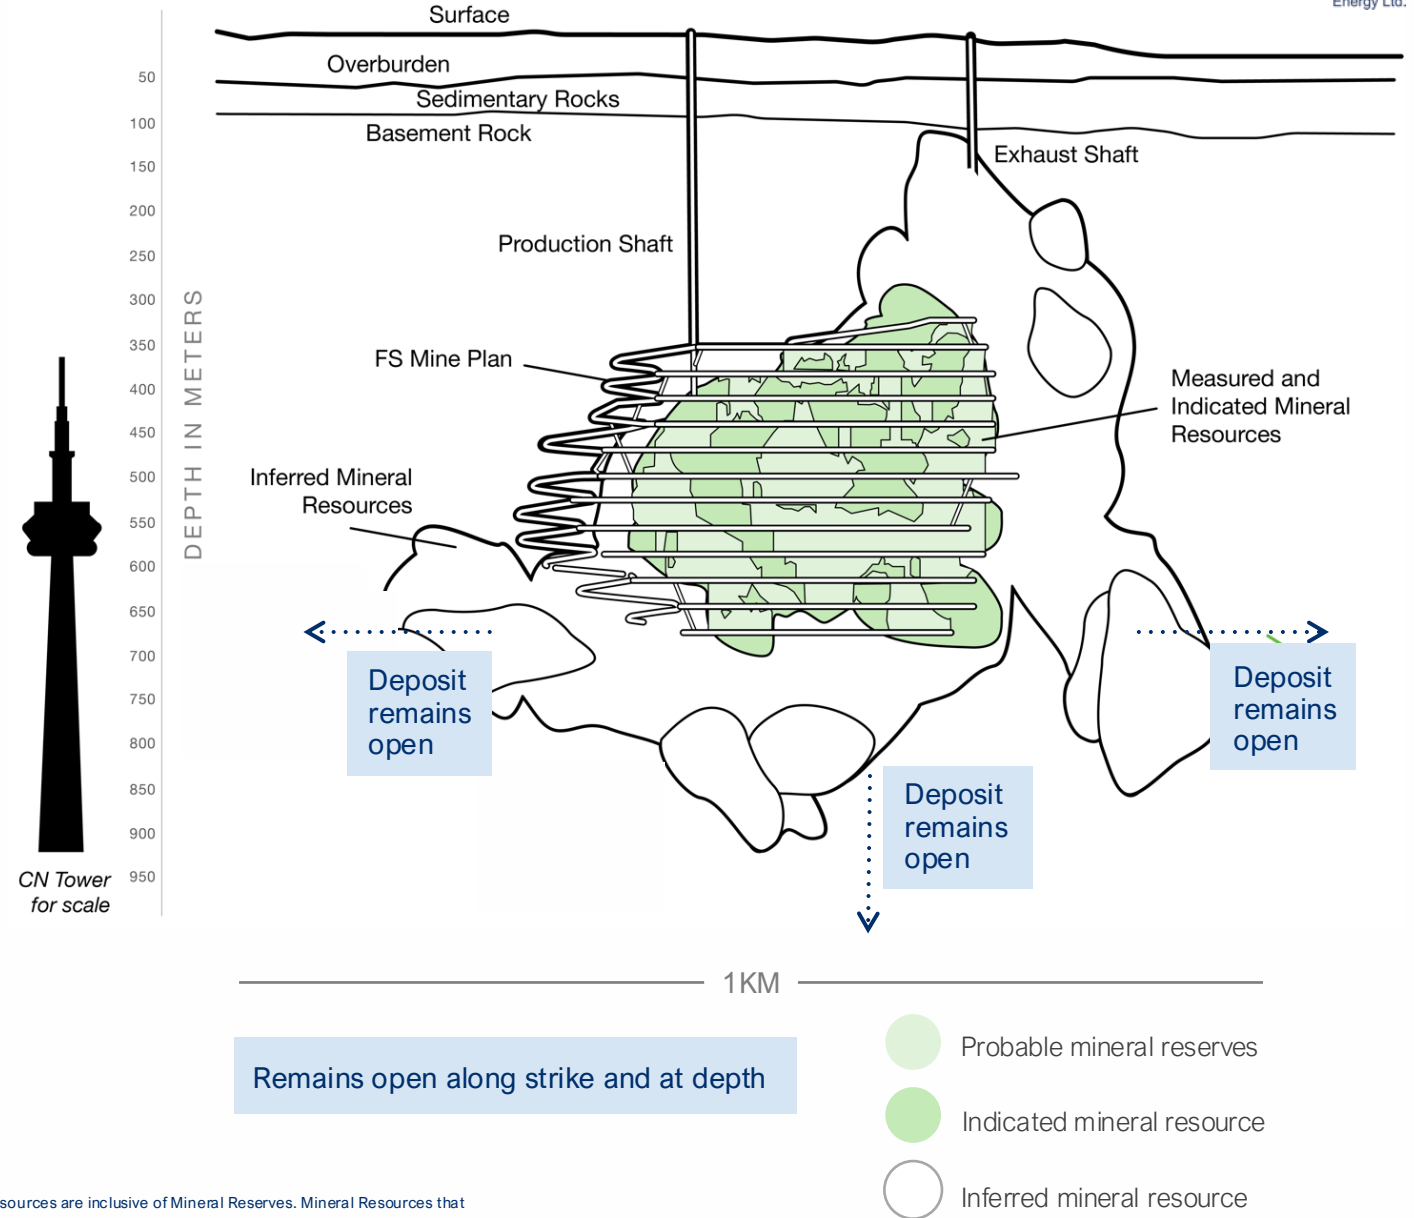 Energy Ltd.
Surface
Overburden
Sedimentary Rocks
Basement Rock
Exhaust Shaft
Production Shaft
FS Mine Plan
Measured and
Indicated Mineral
Resources
Inferred Mineral
Resources
DEPTH IN METERS
50
100
150
200
250
300
350
400
450
500
550
600
650
700
750
800
850
900
950
CN Tower
for scale
Deposit
remains
open
Deposit
remains
open
Deposit
remains
open
1KM
Remains open along strike and at depth
Probable mineral reserves
Indicated mineral resource
Inferred mineral resource
sources are inclusive of Mineral Reserves. Mineral Resources that